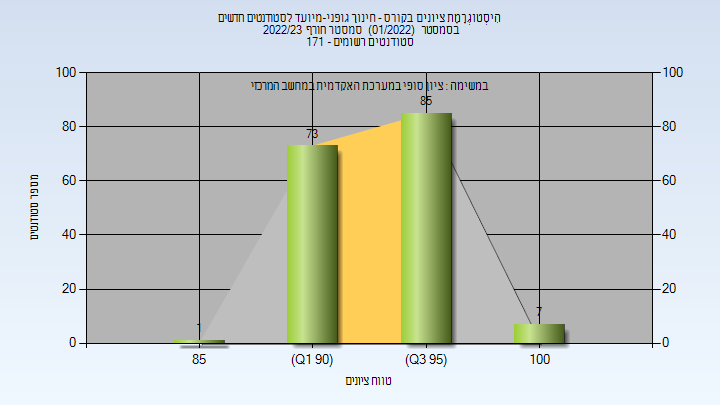 היסטוגרמת ציונים בקורס - חינוך גופני-מיועד לסטודנטים חדשים
בסמסטר (01/2022) סמסטר חורף 2022/23
סטודנטים רשומים - 171
במשימה : ציון סופי במערכת האקדמית במחשב המרכזי
100
80
60
40
20
0
100
80
60
40
20
0
מספר סטודנטים
1
73
85
7
85
(Q1 90)
(Q3 95)
100
טווח ציונים